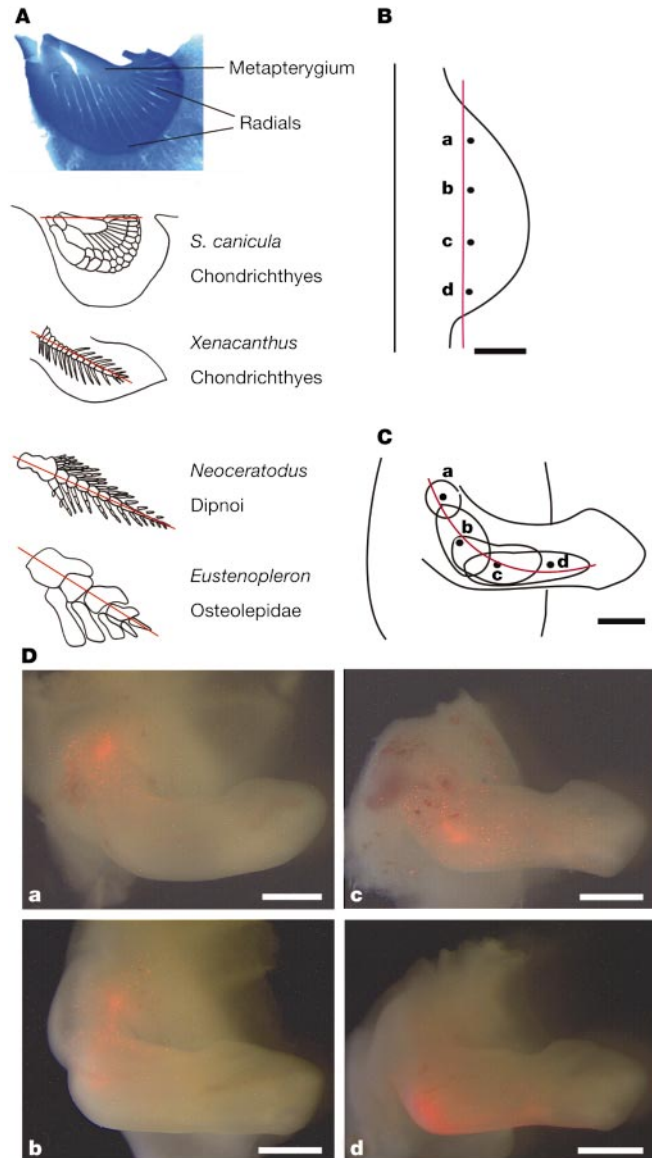 A
Metapterygium
Radials
S. canicula
Chondrichthyes
Xenacanthus
Chondrichthyes
Neoceratodus
Dipnoi
Eustenopleron
Osteolepidae
B
a
b
c
d
C
a
b
c
d
D
a
c
b
d